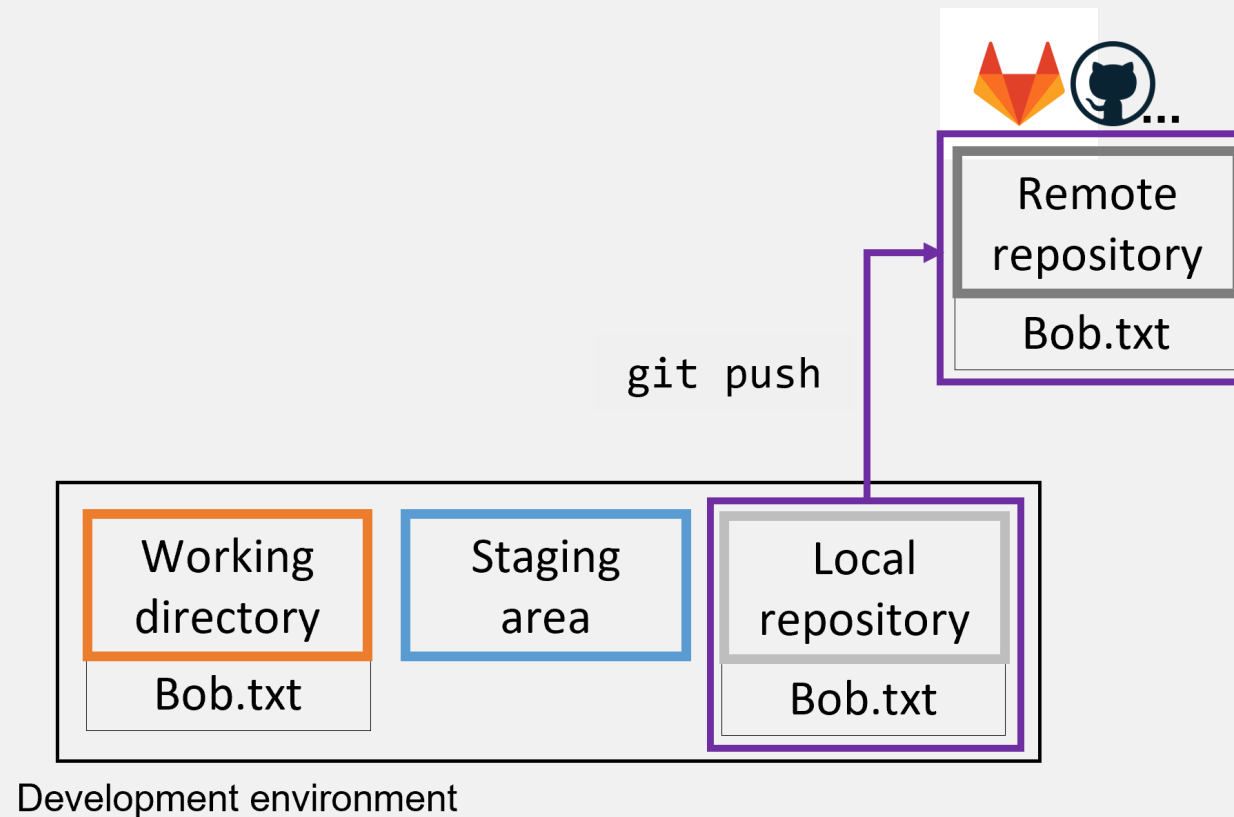 ...
Remote
repository
Bob.txt
git push
Working
directory
Bob.txt
Staging
area
Local
repository
Bob.txt
Development environment